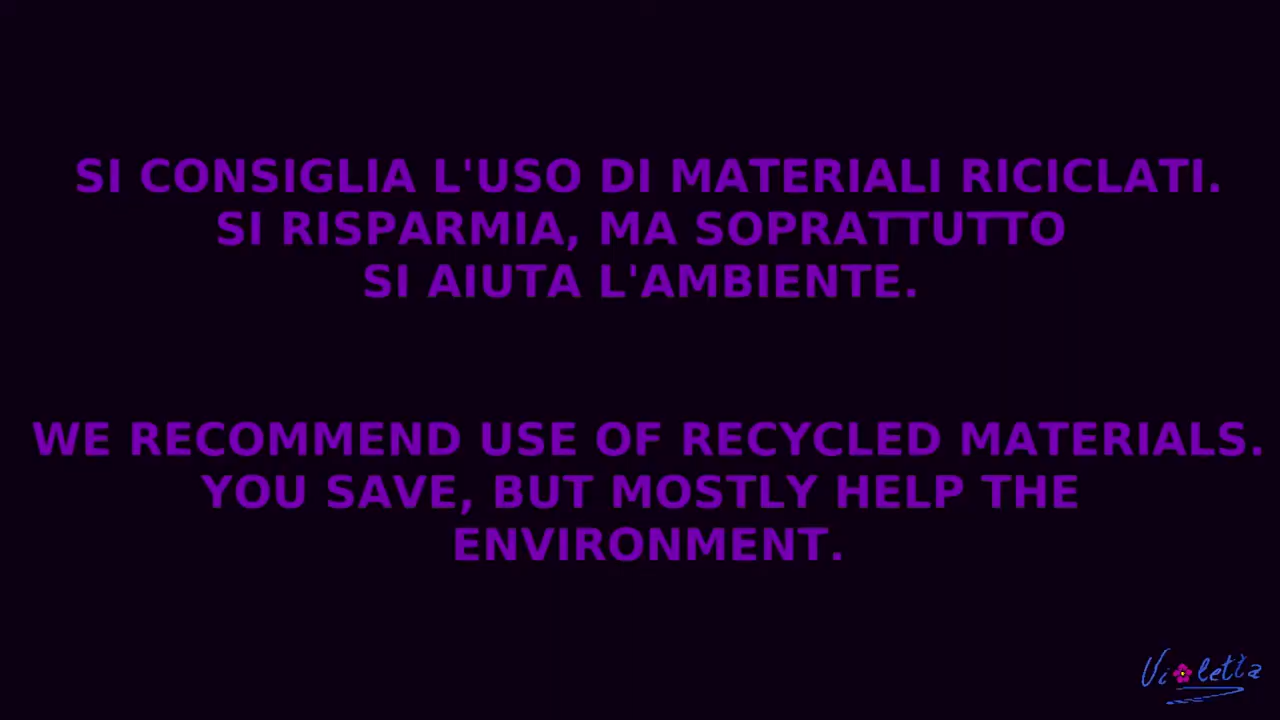 SI CONSIGLIA L'USO DI MATERIALI RICICLATI.
SI RISPARMIA, MA SOPRATTUTTO
SI AIUTA L'AMBIENTE.
WE RECOMMEND USE OF RECYCLED MATERIALS.
YOU SAVE, BUT MOSTLY HELP THE
ENVIRONMENT.
Violetta